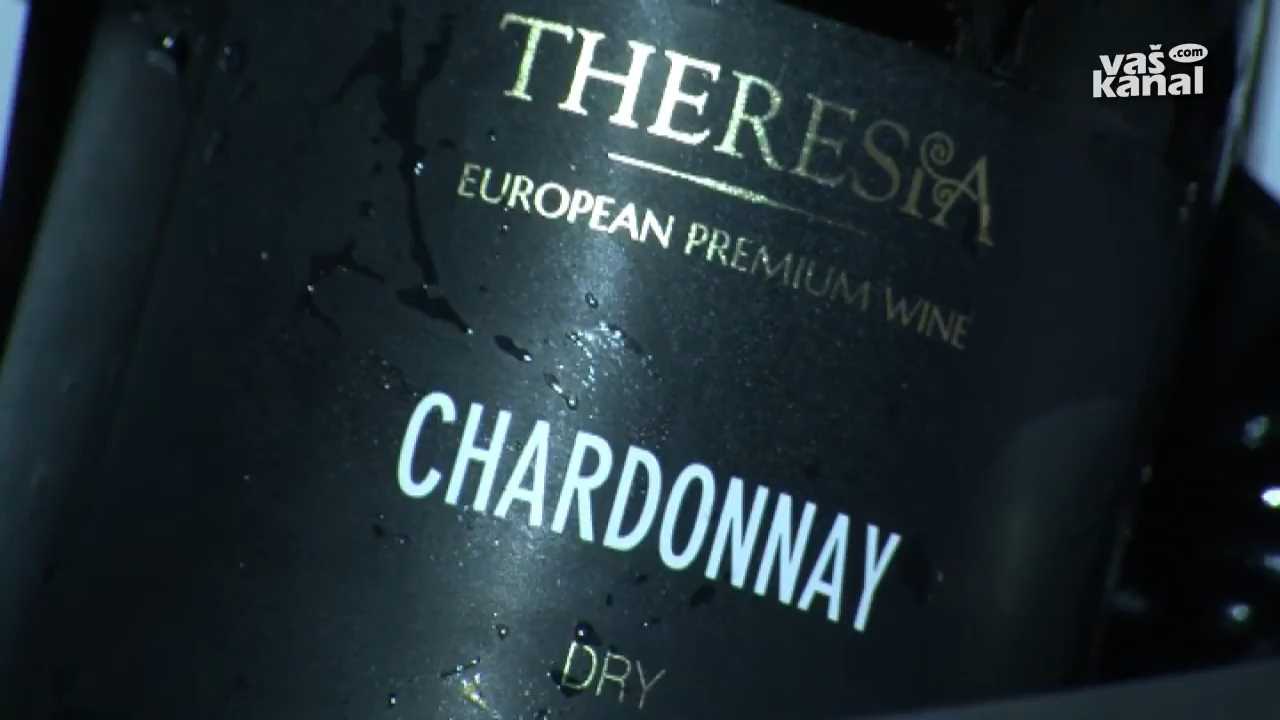 THERESIA
EUROPEAN PREMIUM WINE
CHARDONNAY
DRY
vaš
.com
kanal